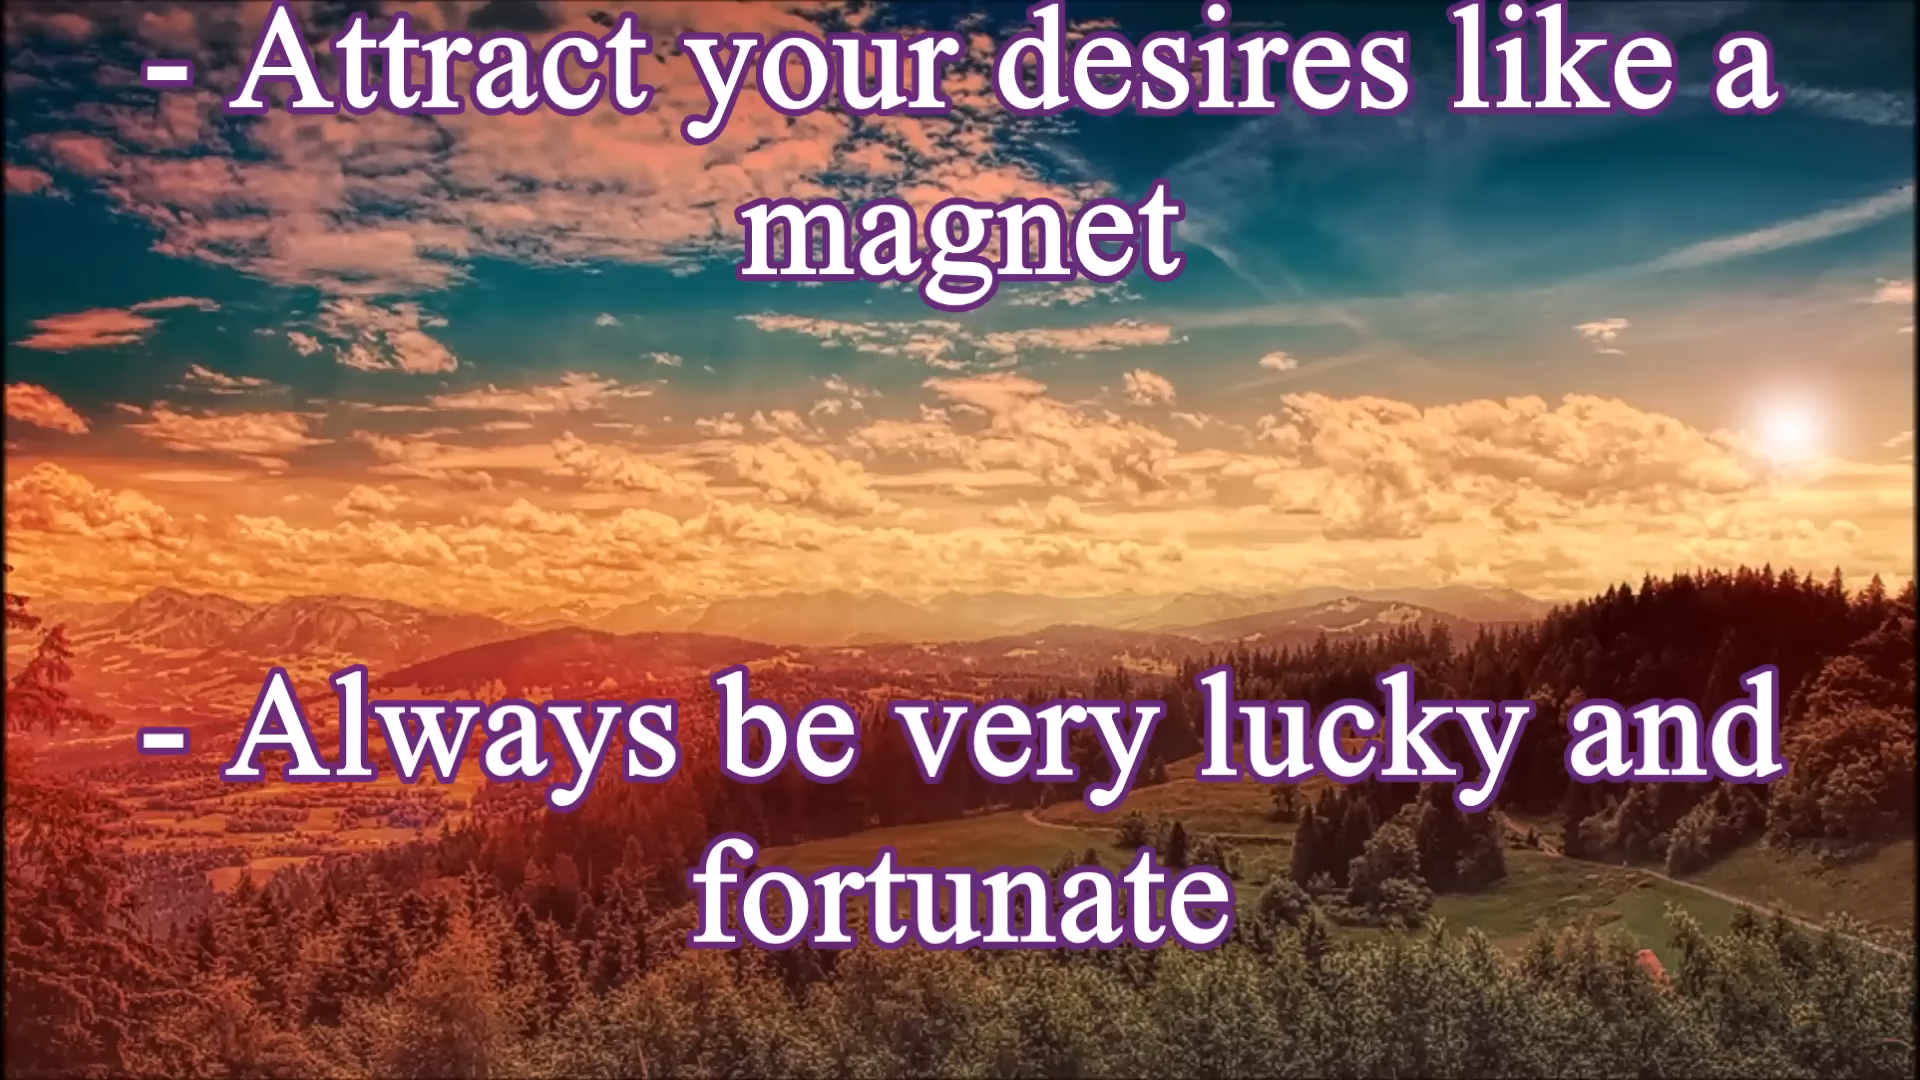 - Attract your desires like a
magnet
- Always be very lucky and
fortunate